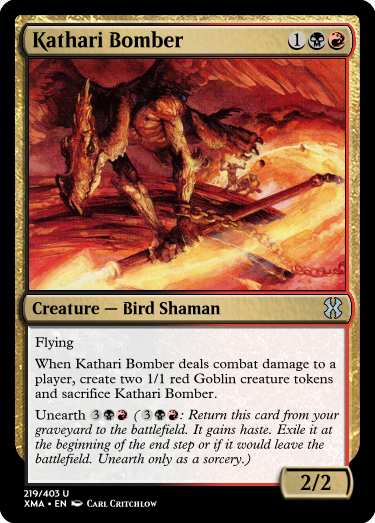 Kathari Bomber 1
Creature — Bird Shaman
Flying
When Kathari Bomber deals combat damage to a
player, create two 1/1 red Goblin creature tokens
and sacrifice Kathari Bomber.
Unearth 3 ( 3 : Return this card from your
graveyard to the battlefield. It gains haste. Exile it at
the beginning of the end step or if it would leave the
battlefield. Unearth only as a sorcery.)
2/2
219/403 U
XMA • EN Carl Critchlow